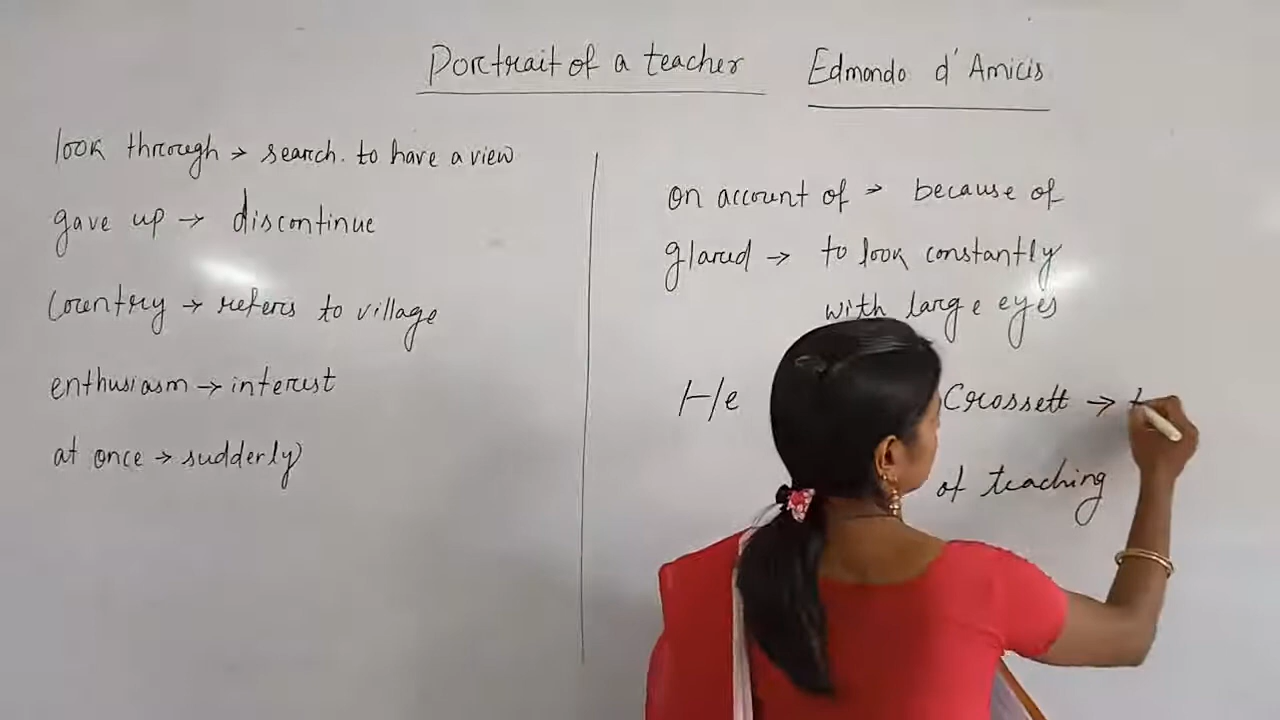 Portrait of a teacher Edmondo d'Amicis
look through → search. to have a view
gave up → discontinue
Country → refers to village
enthusiasm → interest
at once → sudderly
on account of → because of
glared → to look constantly
with large eyes
He Crossett →
of teaching